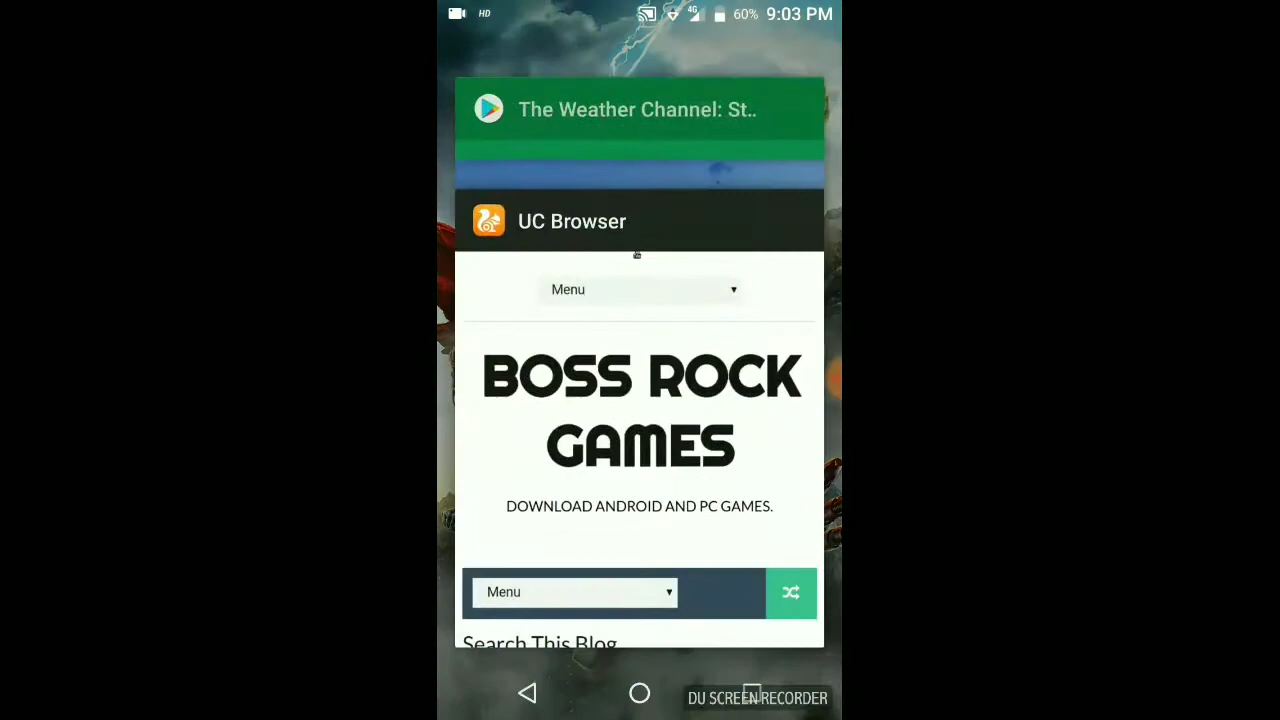 HD
4G
60% 9:03 PM
The Weather Channel: St..
UC Browser
Menu
BOSS ROCK
GAMES
DOWNLOAD ANDROID AND PC GAMES.
Menu
Search This Blog
DU SCREEN RECORDER